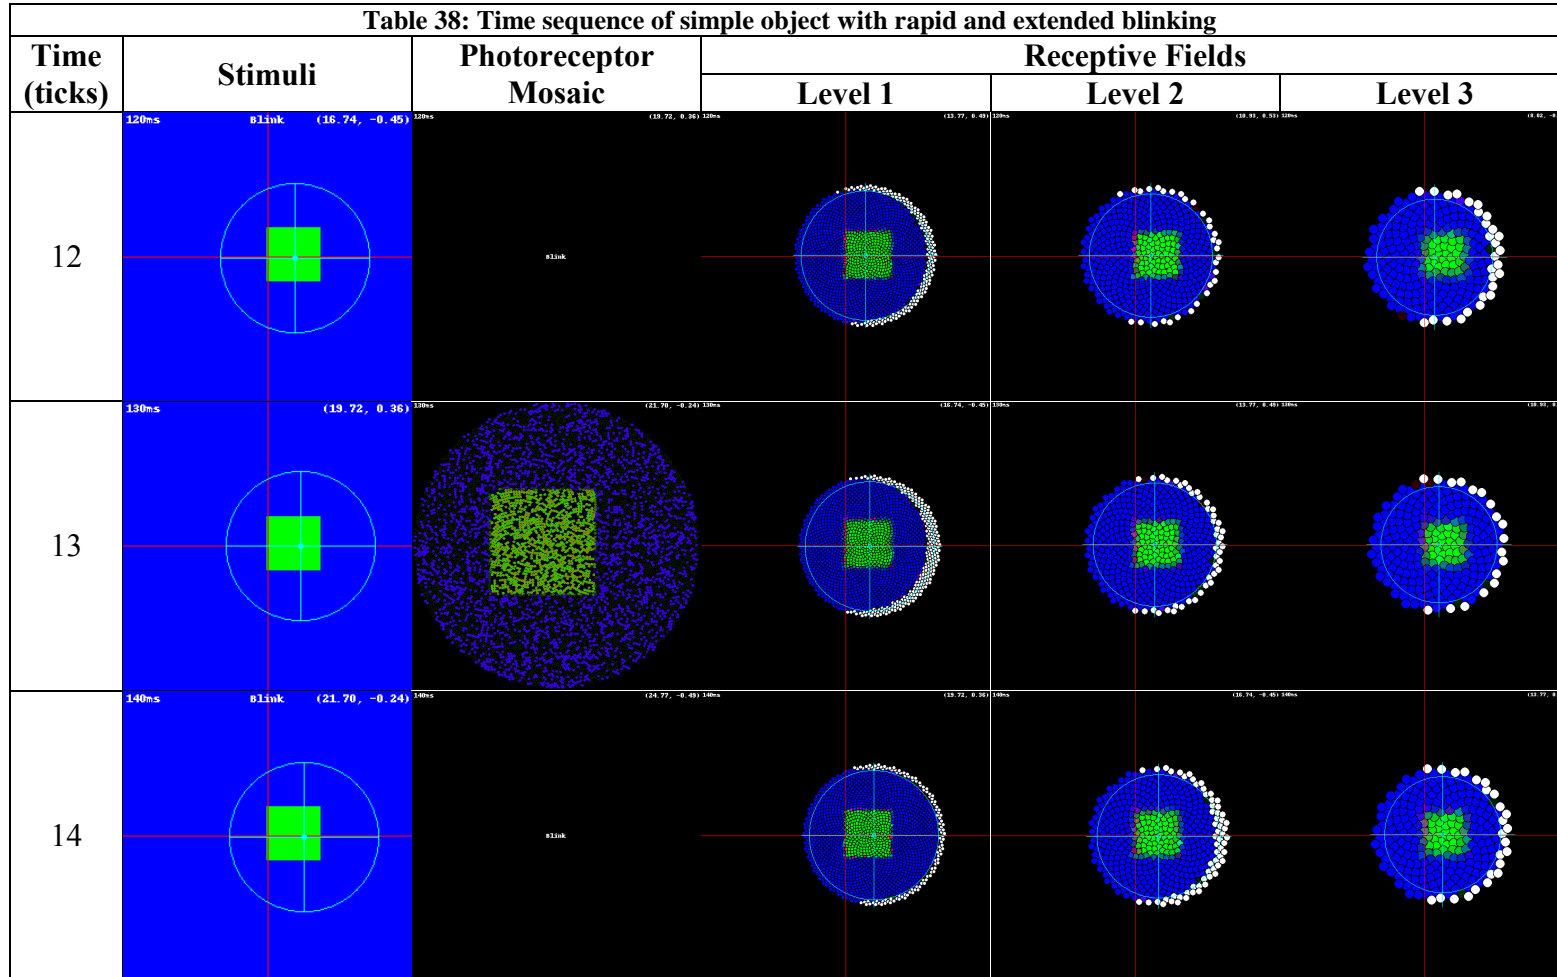 Table 38: Time sequence of simple object with rapid and extended blinking
Time (ticks) Stimuli Photoreceptor Mosaic Receptive Fields
Level 1 Level 2 Level 3
120ms Blink (16.74, -0.45) 120ms (19.72, 0.36) 120ms (13.77, 0.49) 120ms (10.93, 0.53) 120ms
12 Blink
130ms (19.72, 0.36) 130ms (21.70, -0.24) 130ms (16.74, -0.45) 130ms (13.77, 0.49) 130ms
13
140ms Blink (21.70, -0.24) 140ms (24.77, -0.49) 140ms (19.72, 0.36) 140ms (16.74, -0.45) 140ms
14 Blink